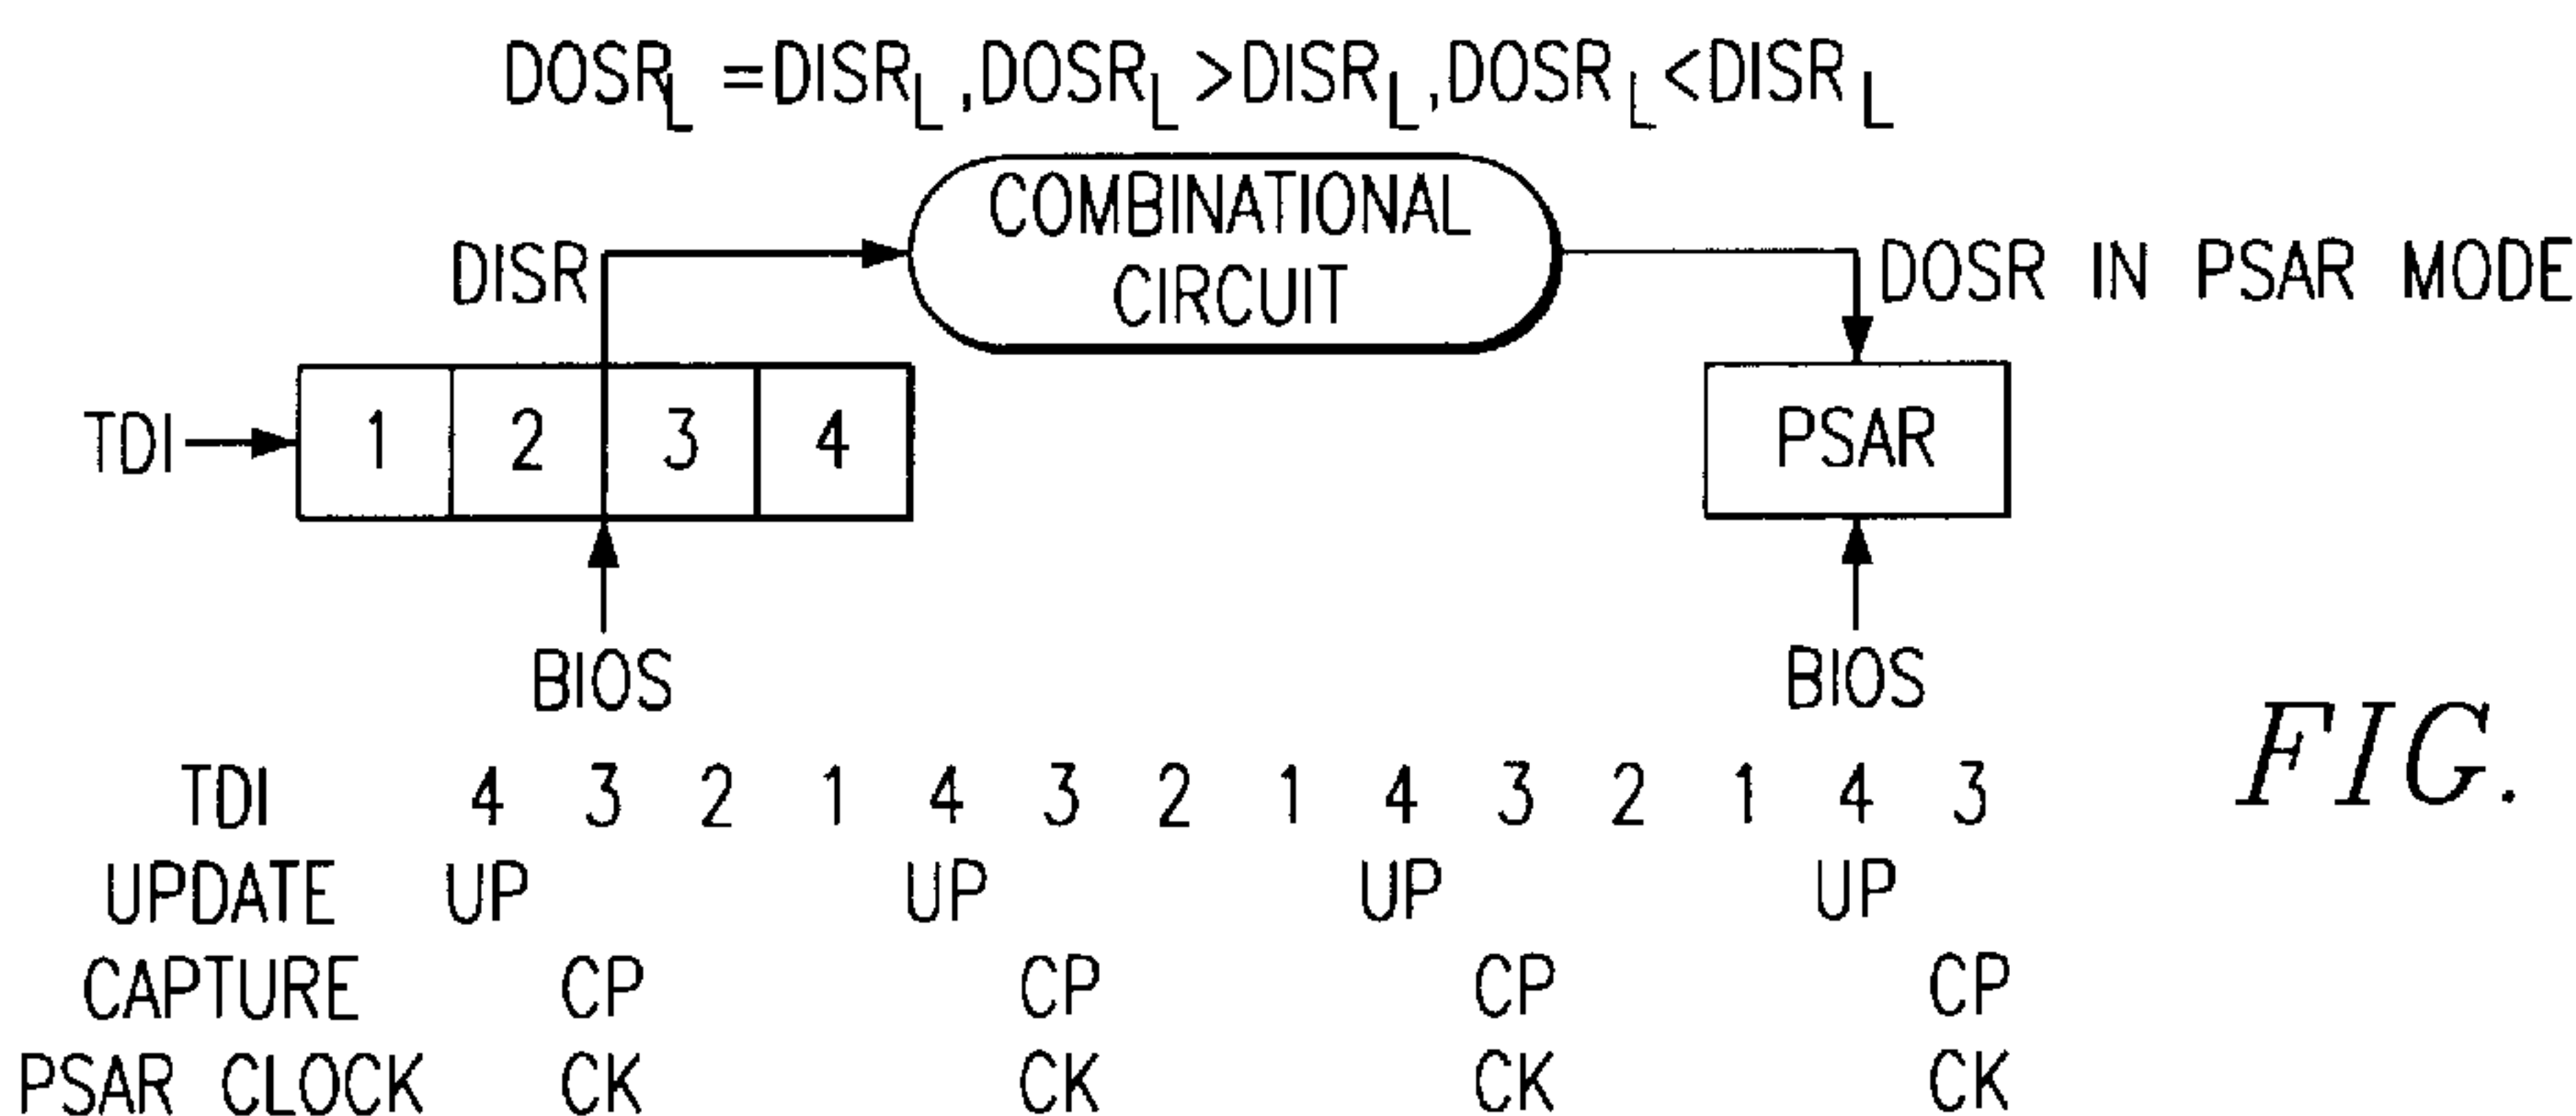 DOSR_L =DISR_L,DOSR_L >DISR_L,DOSR_L<DISR_L
COMBINATIONAL
CIRCUIT
DISR
DOSR IN PSAR MODE
TDI
1 2 3 4
PSAR
BIOS
BIOS
FIG.
TDI 4 3 2 1 4 3 2 1 4 3 2 1 4 3
UPDATE UP UP UP UP
CAPTURE CP CP CP CP
PSAR CLOCK CK CK CK CK